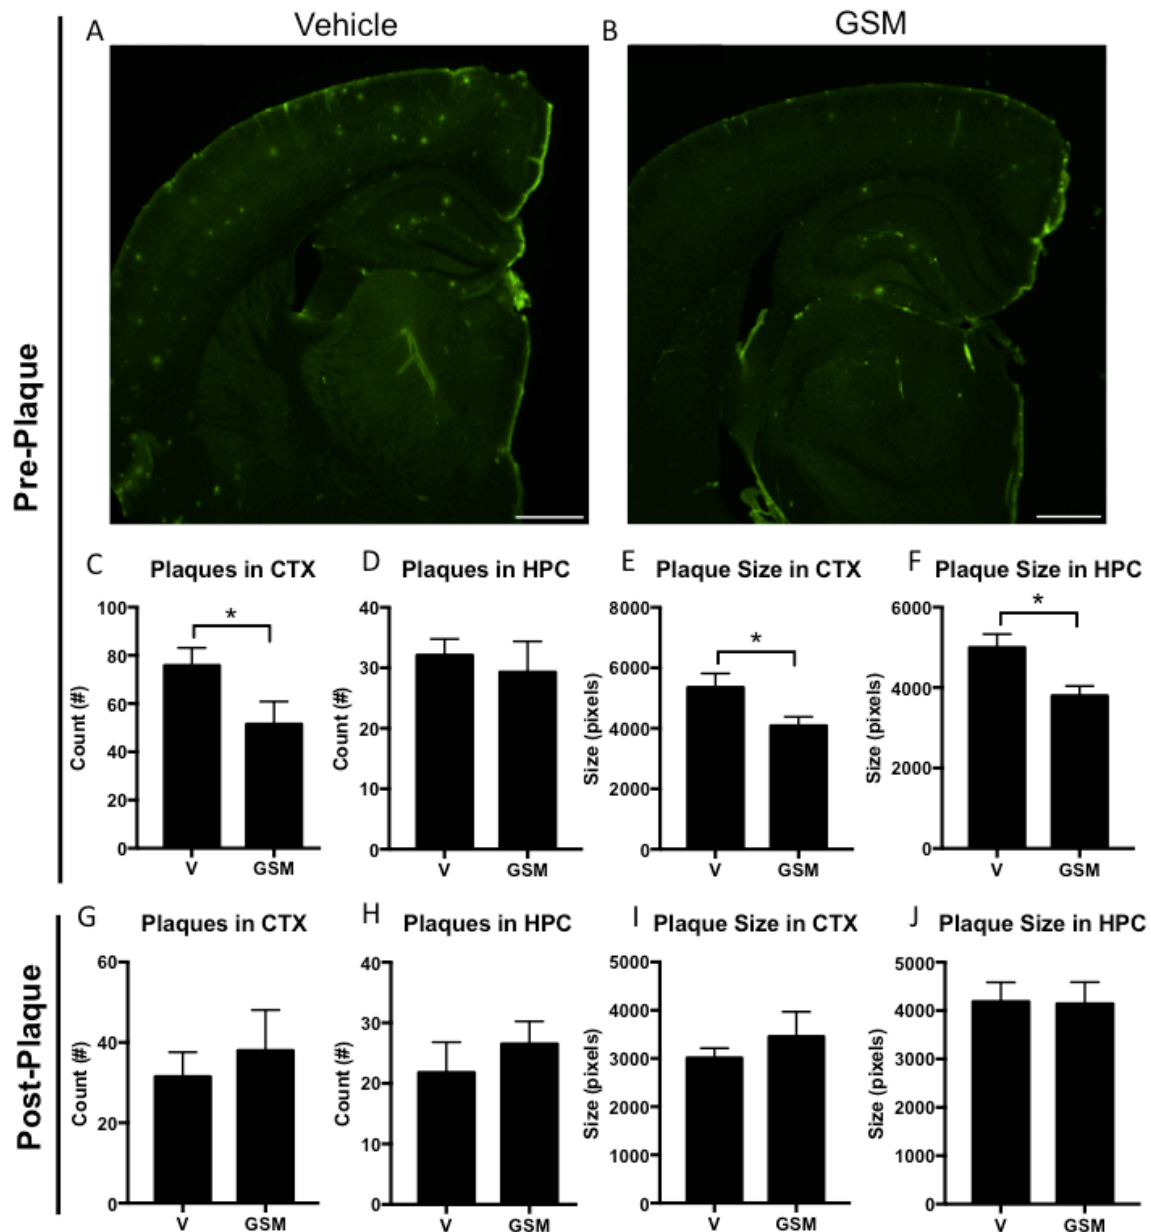 A
Vehicle
B
GSM
Pre-Plaque
C
Plaques in CTX
D
Plaques in HPC
E
Plaque Size in CTX
F
Plaque Size in HPC
100
80
60
40
20
0
Count (#)
*
V
GSM
40
30
20
10
0
Count (#)
V
GSM
8000
6000
4000
2000
0
Size (pixels)
*
V
GSM
6000
4000
2000
0
Size (pixels)
*
V
GSM
Post-Plaque
G
Plaques in CTX
H
Plaques in HPC
I
Plaque Size in CTX
J
Plaque Size in HPC
60
40
20
0
Count (#)
V
GSM
40
30
20
10
0
Count (#)
V
GSM
5000
4000
3000
2000
1000
0
Size (pixels)
V
GSM
5000
4000
3000
2000
1000
0
Size (pixels)
V
GSM